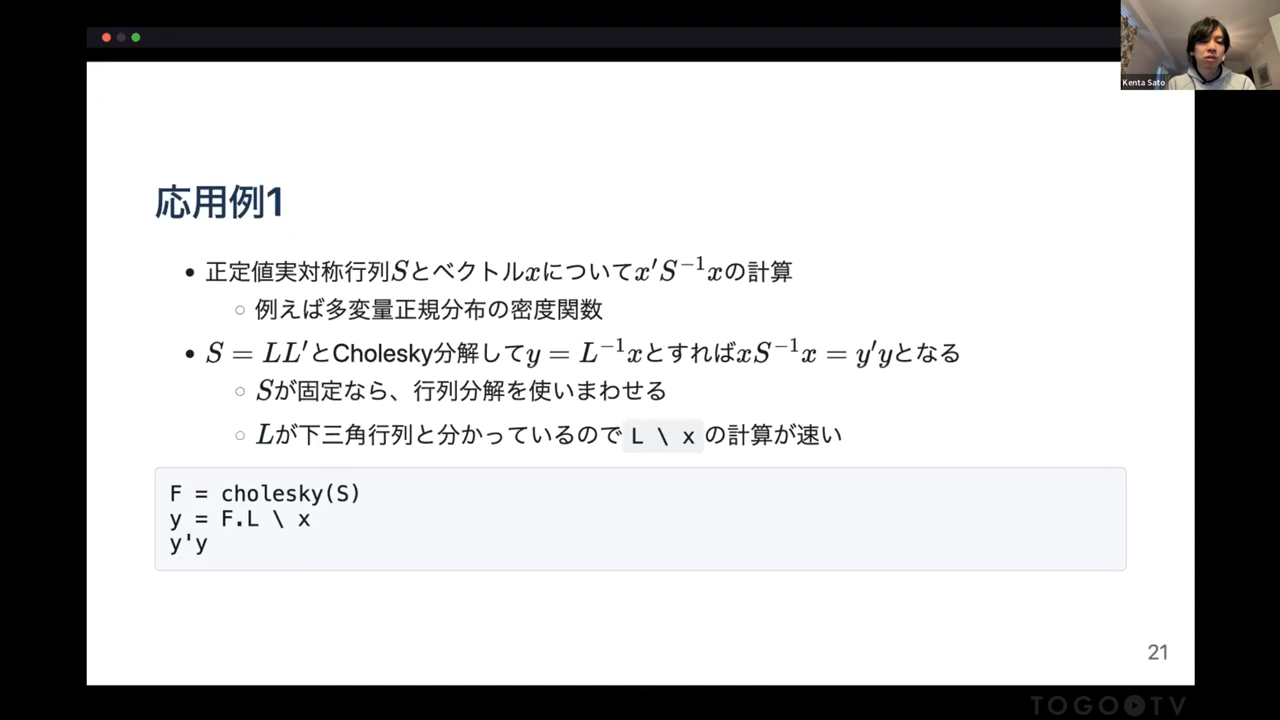 Kenta Sato
応用例1
• 正定値実対称行列Sとベクトルxについてx′S⁻¹xの計算
○ 例えば多変量正規分布の密度関数
• S = LL′とCholesky分解してy = L⁻¹xとすればxS⁻¹x = y′yとなる
○ Sが固定なら、行列分解を使いまわせる
○ Lが下三角行列と分かっているので L \ x の計算が速い
F = cholesky(S)
y = F.L \ x
y'y
21
TOGO TV